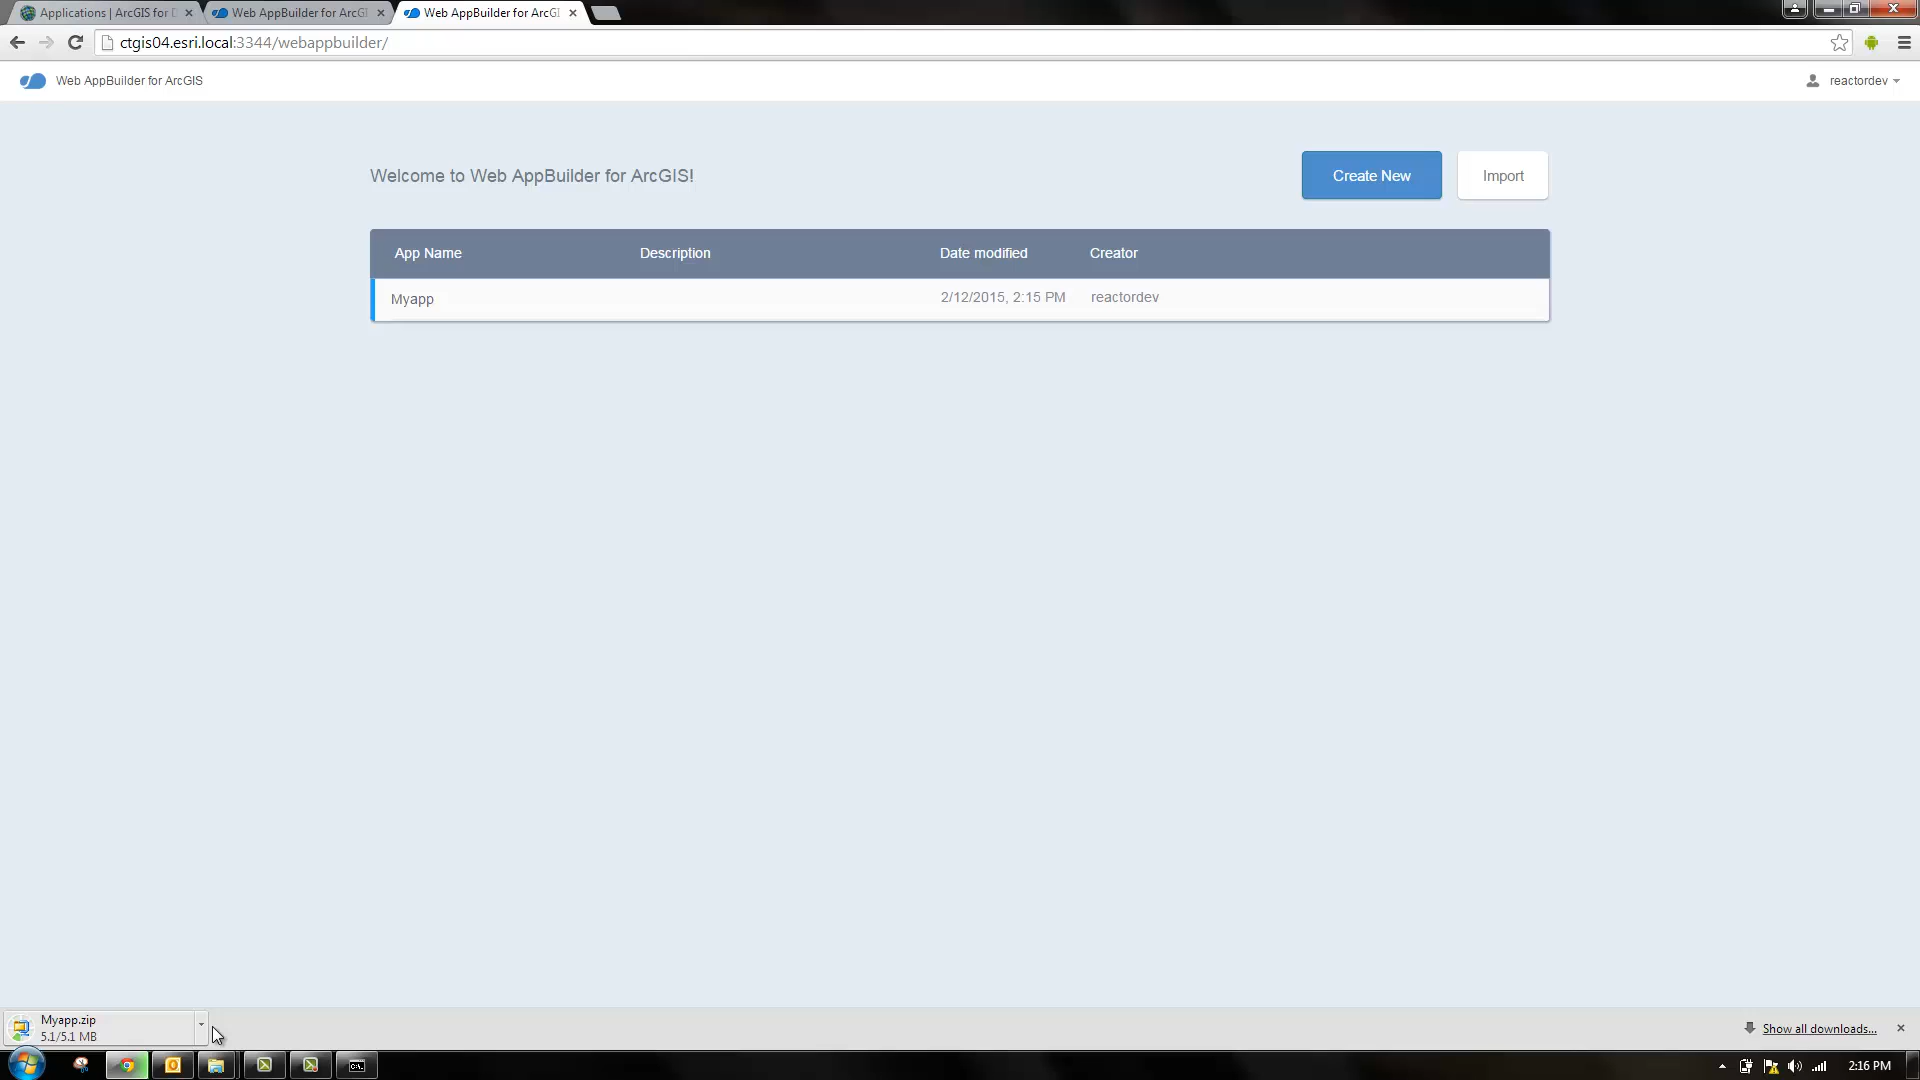 Applications | ArcGIS for D
Web AppBuilder for ArcGI
Web AppBuilder for ArcGI
ctgis04.esri.local:3344/webappbuilder/
Web AppBuilder for ArcGIS
reactordev
Welcome to Web AppBuilder for ArcGIS!
Create New
Import
App Name Description Date modified Creator
Myapp 2/12/2015, 2:15 PM reactordev
Myapp.zip
5.1/5.1 MB
Show all downloads...
2:16 PM